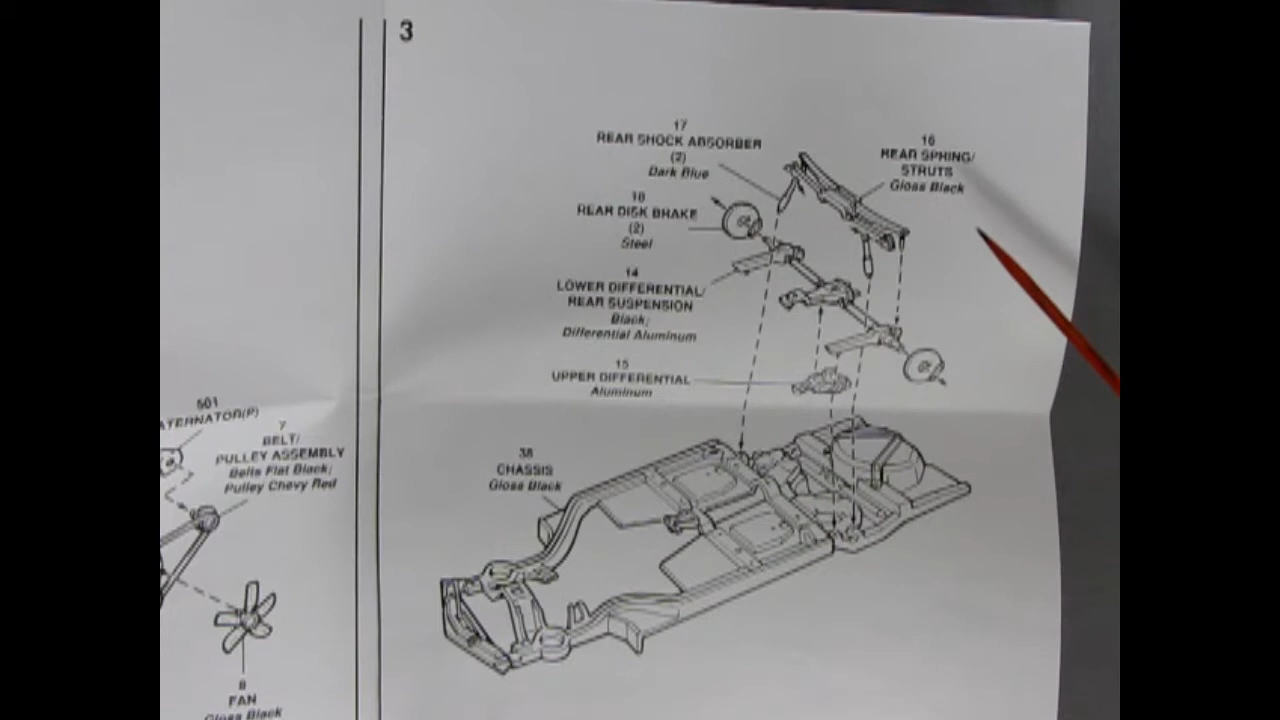 3
17
REAR SHOCK ABSORBER
(2)
Dark Blue
16
REAR SPRING/
STRUTS
Gloss Black
18
REAR DISK BRAKE
(2)
Steel
14
LOWER DIFFERENTIAL/
REAR SUSPENSION
Black;
Differential Aluminum
15
UPPER DIFFERENTIAL
Aluminum
38
CHASSIS
Gloss Black
501
ATERNATOR(P)
7
BELT/
PULLEY ASSEMBLY
Belts Flat Black;
Pulley Chevy Red
FAN
Gloss Black